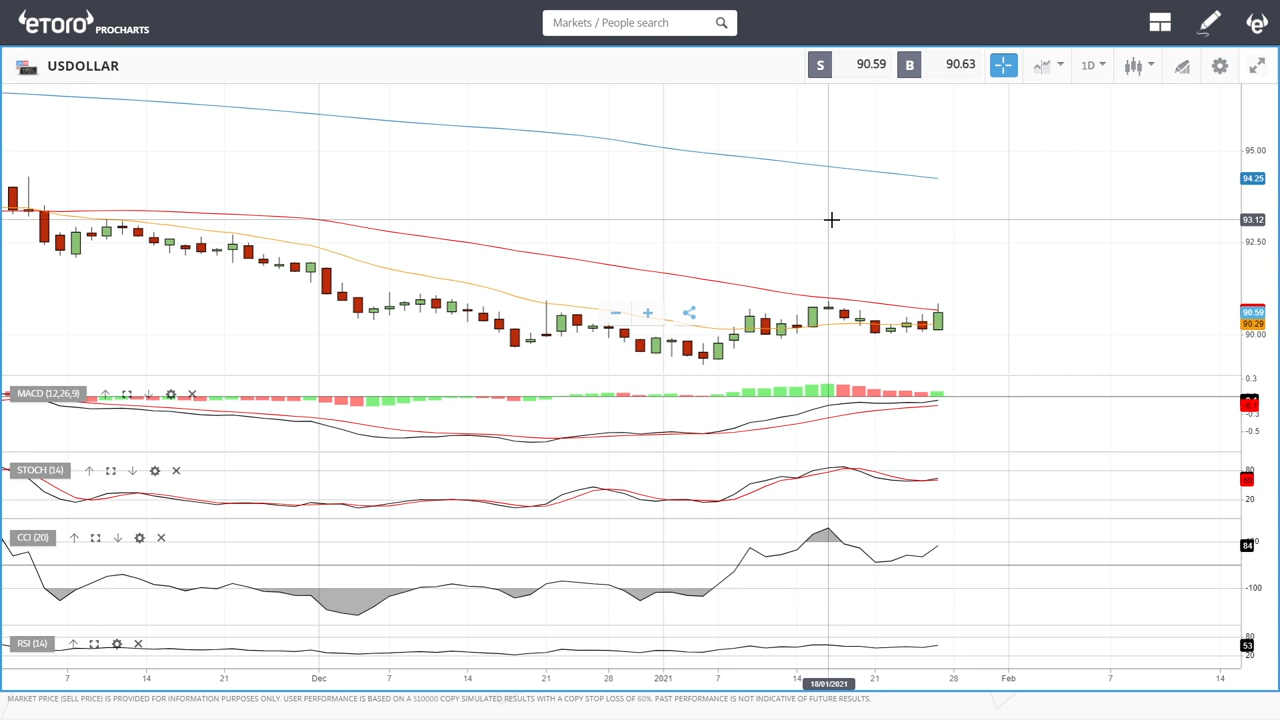 eToro PROCHARTS
Markets / People search
USDOLLAR
S 90.59 B 90.63
1D
95.00
94.25
93.12
92.50
90.59
90.29
90.00
MACD (12,26,9)
0.3
-0.3
-0.5
STOCH (14)
80
20
CCI (20)
84
-100
RSI (14)
80
53
20
7 14 21 Dec 7 14 21 28 2021 7 14 21 28 Feb 7 14
18/01/2021
MARKET PRICE (SELL PRICE) IS PROVIDED FOR INFORMATION PURPOSES ONLY. USER PERFORMANCE IS BASED ON A $10000 COPY SIMULATED RESULTS WITH A COPY STOP LOSS OF 60%. PAST PERFORMANCE IS NOT INDICATIVE OF FUTURE RESULTS.